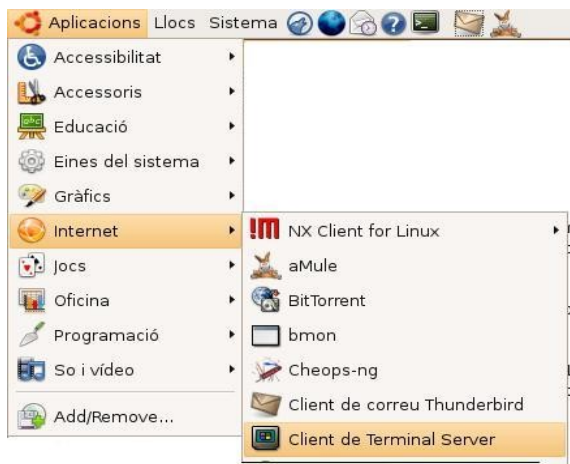 Aplicacions Llocs Sistema
Accessibilitat
Accessoris
Educació
Eines del sistema
Gràfics
Internet
Jocs
Oficina
Programació
So i vídeo
Add/Remove...
NX Client for Linux
aMule
BitTorrent
bmon
Cheops-ng
Client de correu Thunderbird
Client de Terminal Server